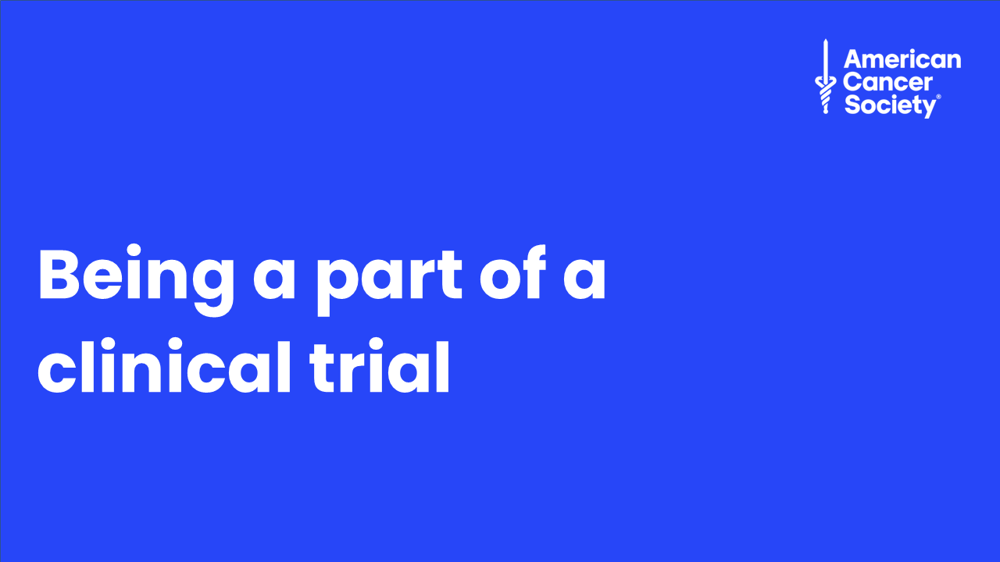 American
Cancer
Society®
Being a part of a
clinical trial